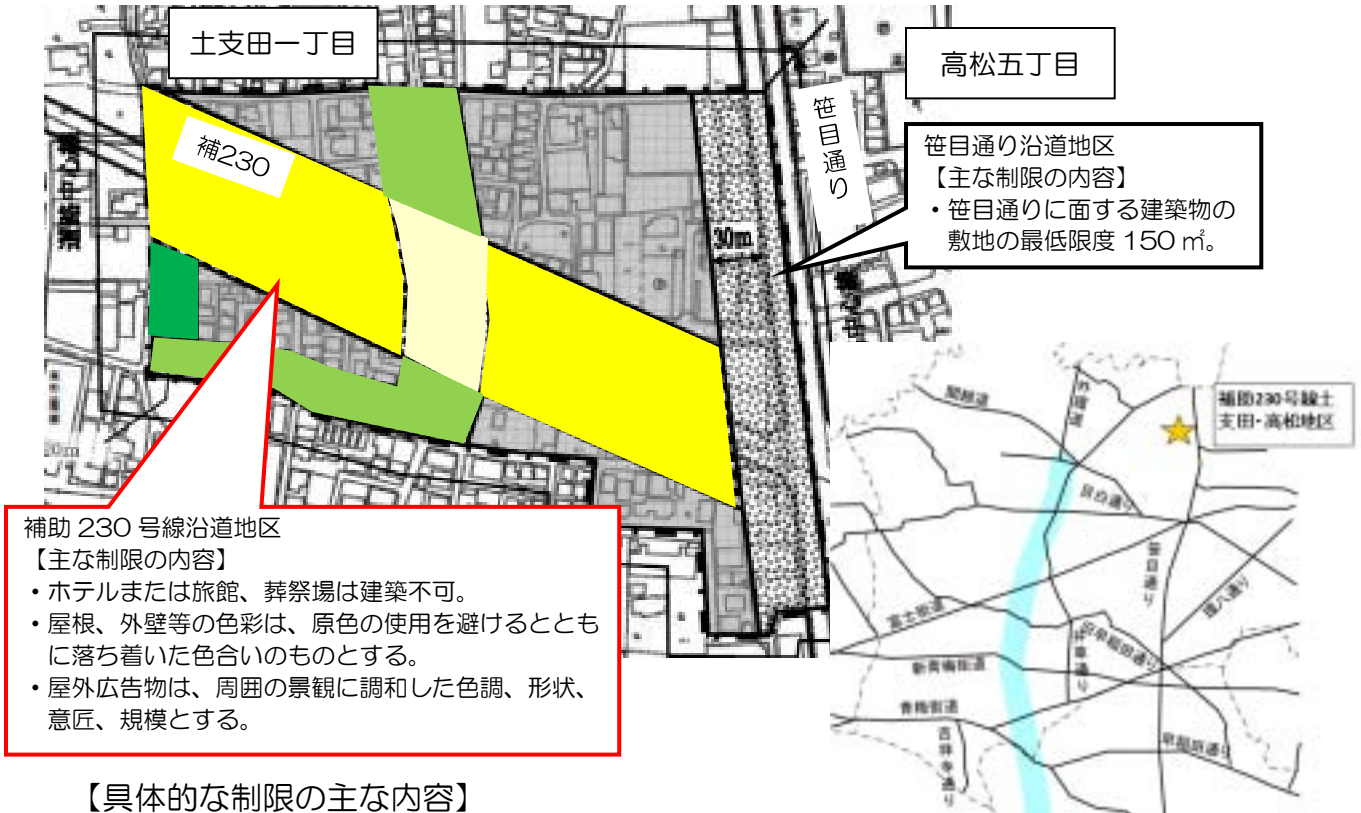 土支田一丁目
高松五丁目
補230
笹目通り
30m
笹目通り沿道地区
【主な制限の内容】
・笹目通りに面する建築物の
敷地の最低限度 150 ㎡。
補助 230 号線沿道地区
【主な制限の内容】
・ホテルまたは旅館、葬祭場は建築不可。
・屋根、外壁等の色彩は、原色の使用を避けるととも
に落ち着いた色合いのものとする。
・屋外広告物は、周囲の景観に調和した色調、形状、
意匠、規模とする。
補助230号線土
支田・高松地区
目白通り
笹目通り
環八通り
富士街道
旧早稲田通り
新青梅街道
青梅街道
早稲田通り
吉祥寺通り
【具体的な制限の主な内容】